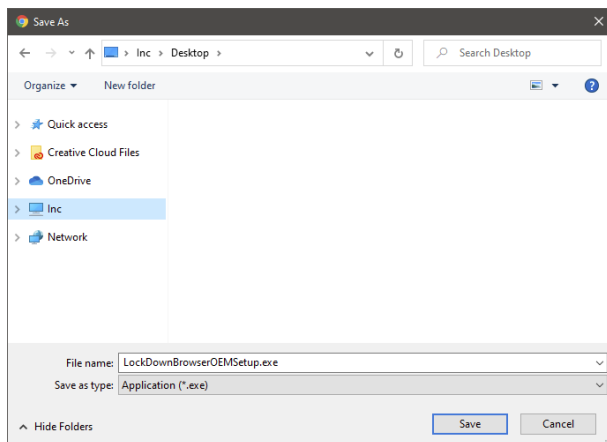 Save As
Inc Desktop
Search Desktop
Organize New folder
Quick access
Creative Cloud Files
OneDrive
Inc
Network
File name: LockDownBrowserOEMSetup.exe
Save as type: Application (*.exe)
Hide Folders Save Cancel